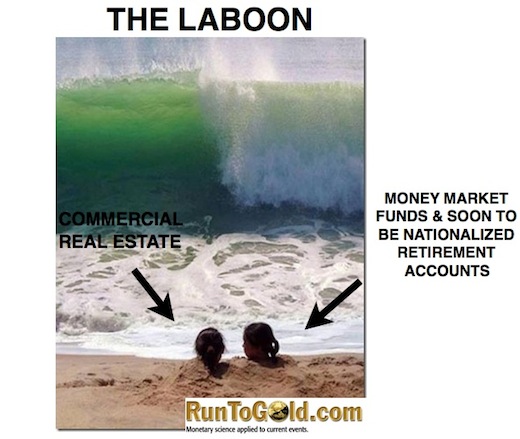 THE LABOON
COMMERCIAL
REAL ESTATE
MONEY MARKET
FUNDS & SOON TO
BE NATIONALIZED
RETIREMENT
ACCOUNTS
RunToGold.com
Monetary science applied to current events.